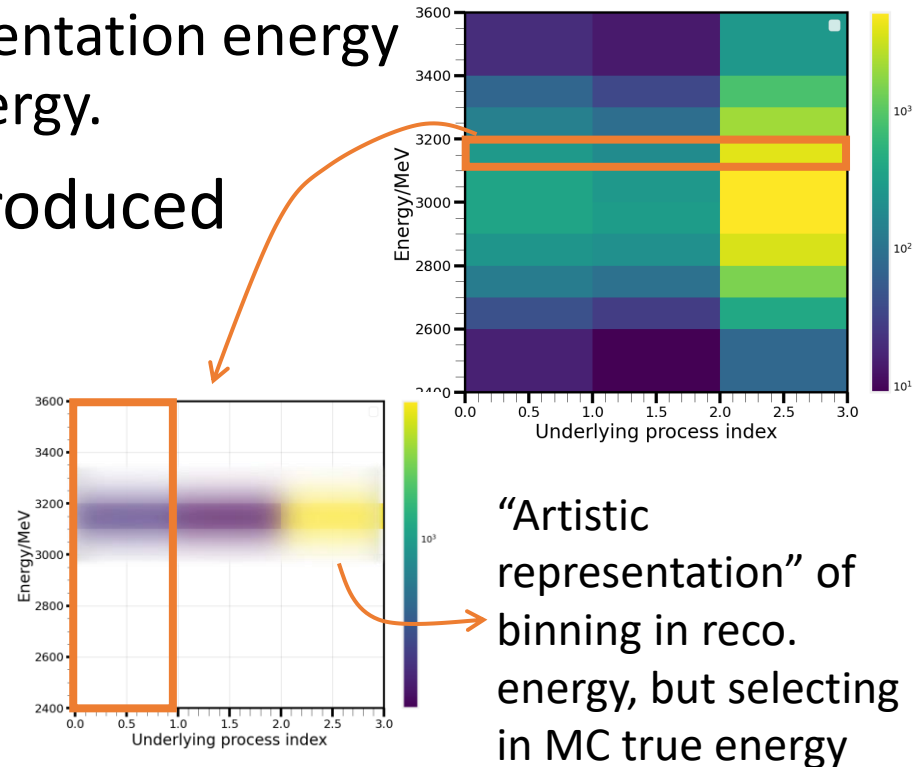 entation energy
ergy.
roduced
3600
3400
3200
3000
2800
2600
2400
Energy/MeV
0.0 0.5 1.0 1.5 2.0 2.5 3.0
Underlying process index
10³
10²
10¹
3600
3400
3200
3000
2800
2600
2400
Energy/MeV
0.0 0.5 1.0 1.5 2.0 2.5 3.0
Underlying process index
10³
“Artistic
representation” of
binning in reco.
energy, but selecting
in MC true energy